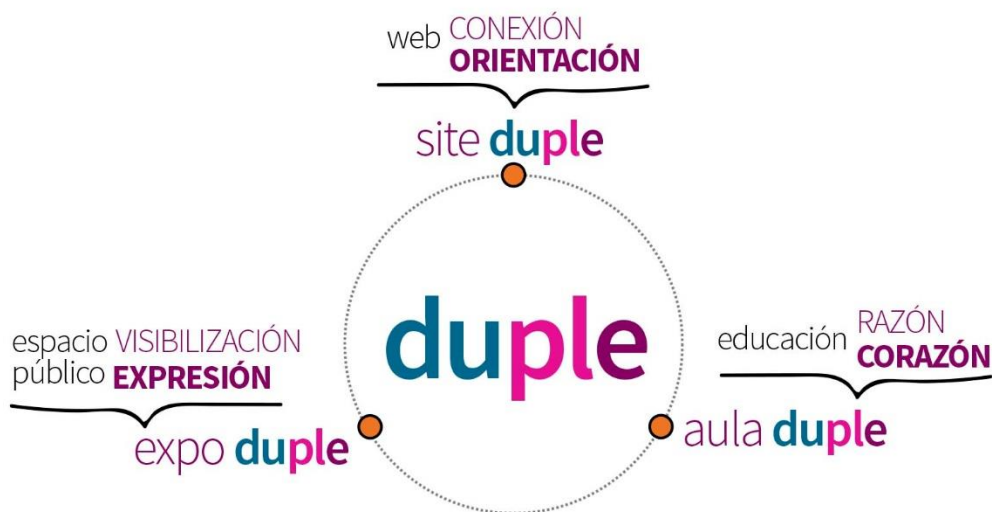 web CONEXIÓN
ORIENTACIÓN
site duple
duple
espacio VISIBILIZACIÓN
público EXPRESIÓN
expo duple
educación RAZÓN
CORAZÓN
aula duple